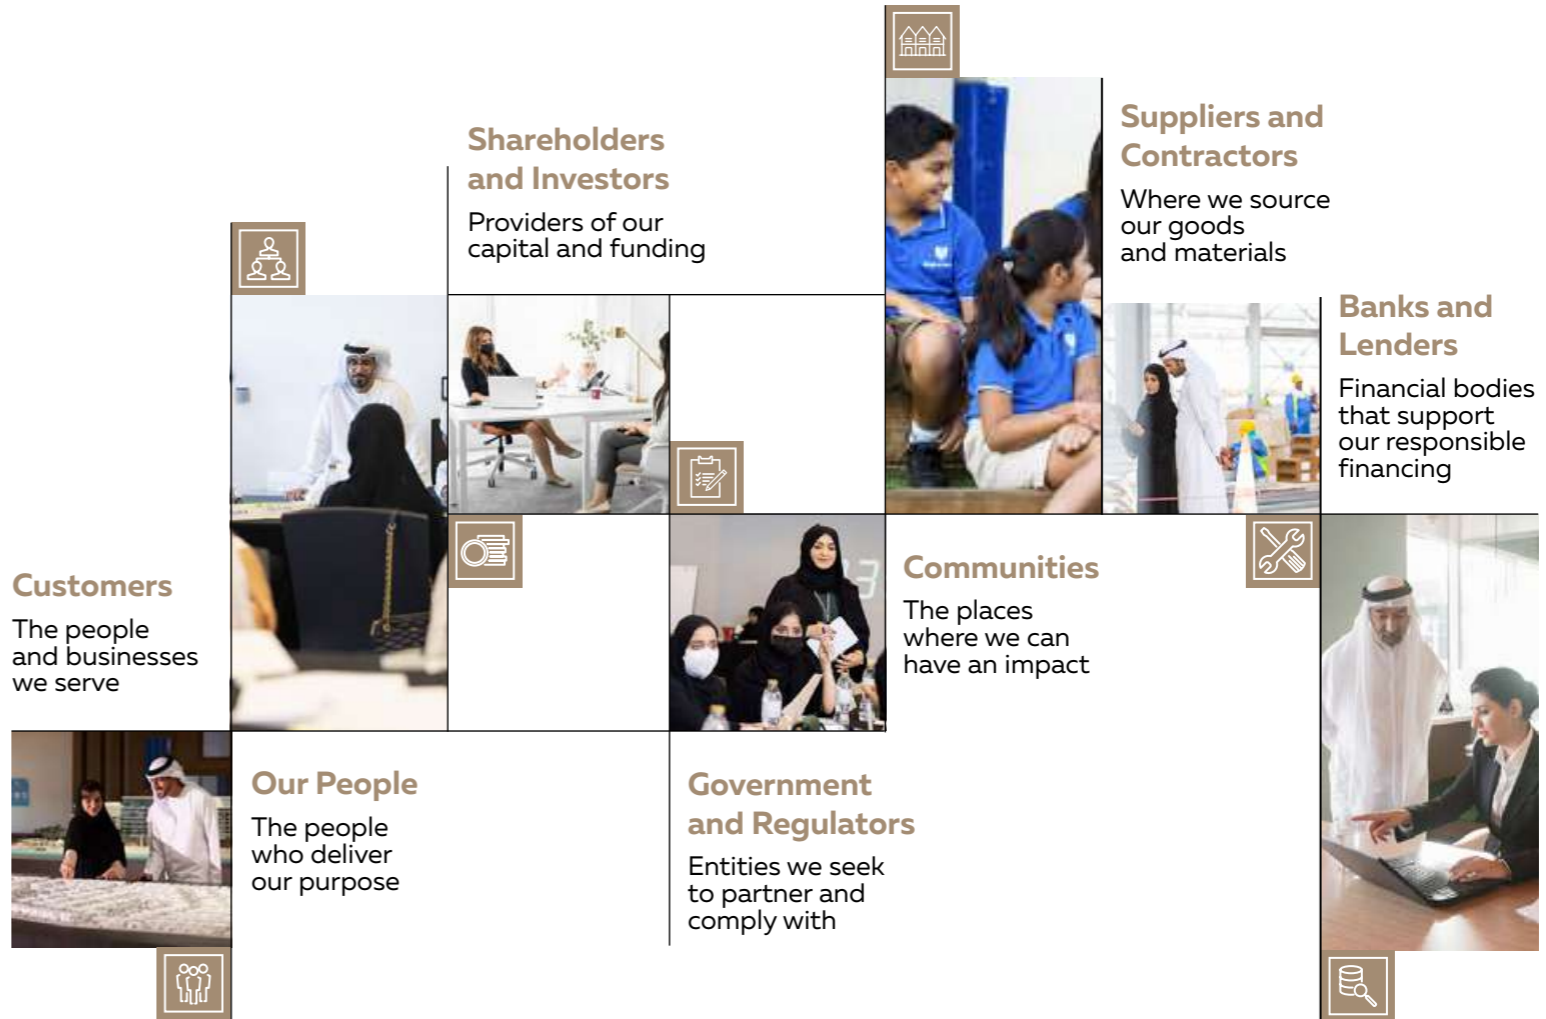 Shareholders
and Investors
Providers of our
capital and funding
Suppliers and
Contractors
Where we source
our goods
and materials
Banks and
Lenders
Financial bodies
that support
our responsible
financing
Customers
The people
and businesses
we serve
Communities
The places
where we can
have an impact
Our People
The people
who deliver
our purpose
Government
and Regulators
Entities we seek
to partner and
comply with